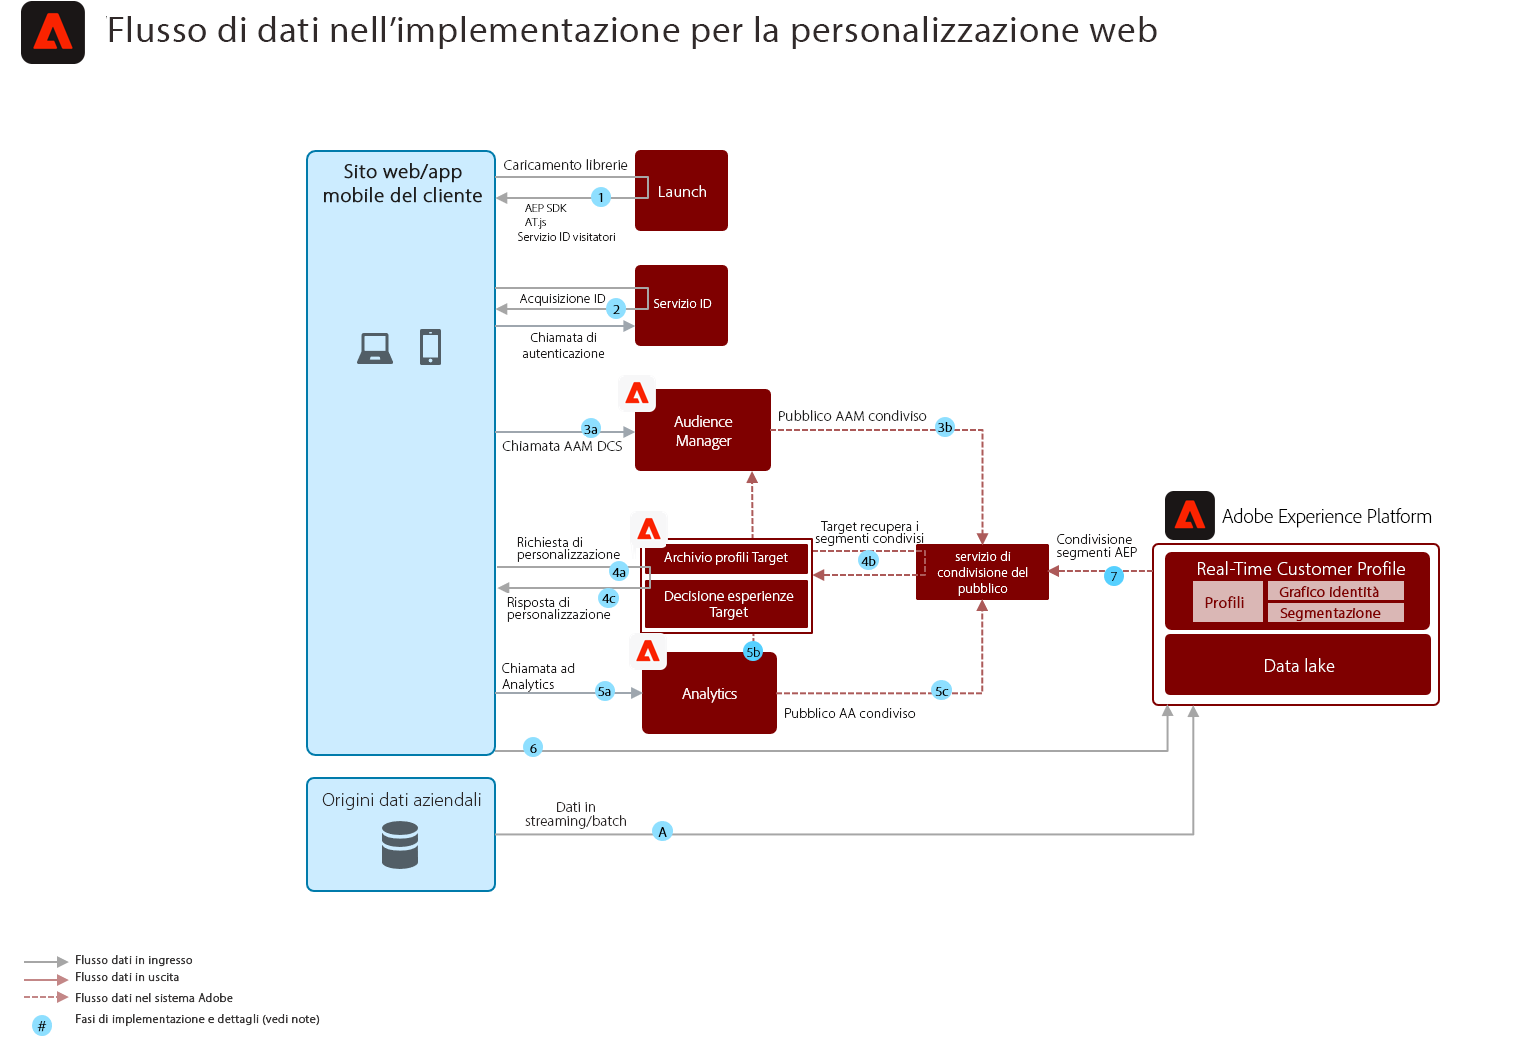 Flusso di dati nell’implementazione per la personalizzazione web
Sito web/app
mobile del cliente
Caricamento librerie
1
AEP SDK
AT.js
Servizio ID visitatori
Launch
Acquisizione ID
2
Servizio ID
Chiamata di
autenticazione
3a
Chiamata AAM DCS
Audience
Manager
Pubblico AAM condiviso
3b
Richiesta di
personalizzazione
4a
4c
Risposta di
personalizzazione
Archivio profili Target
Decisione esperienze
Target
Target recupera i
segmenti condivisi
4b
servizio di
condivisione del
pubblico
Condivisione
segmenti AEP
7
Adobe Experience Platform
Real-Time Customer Profile
Profili
Grafico identità
Segmentazione
Data lake
5b
Chiamata ad
Analytics
5a
Analytics
5c
Pubblico AA condiviso
6
Origini dati aziendali
Dati in
streaming/batch
A
Flusso dati in ingresso
Flusso dati in uscita
Flusso dati nel sistema Adobe
# Fasi di implementazione e dettagli (vedi note)